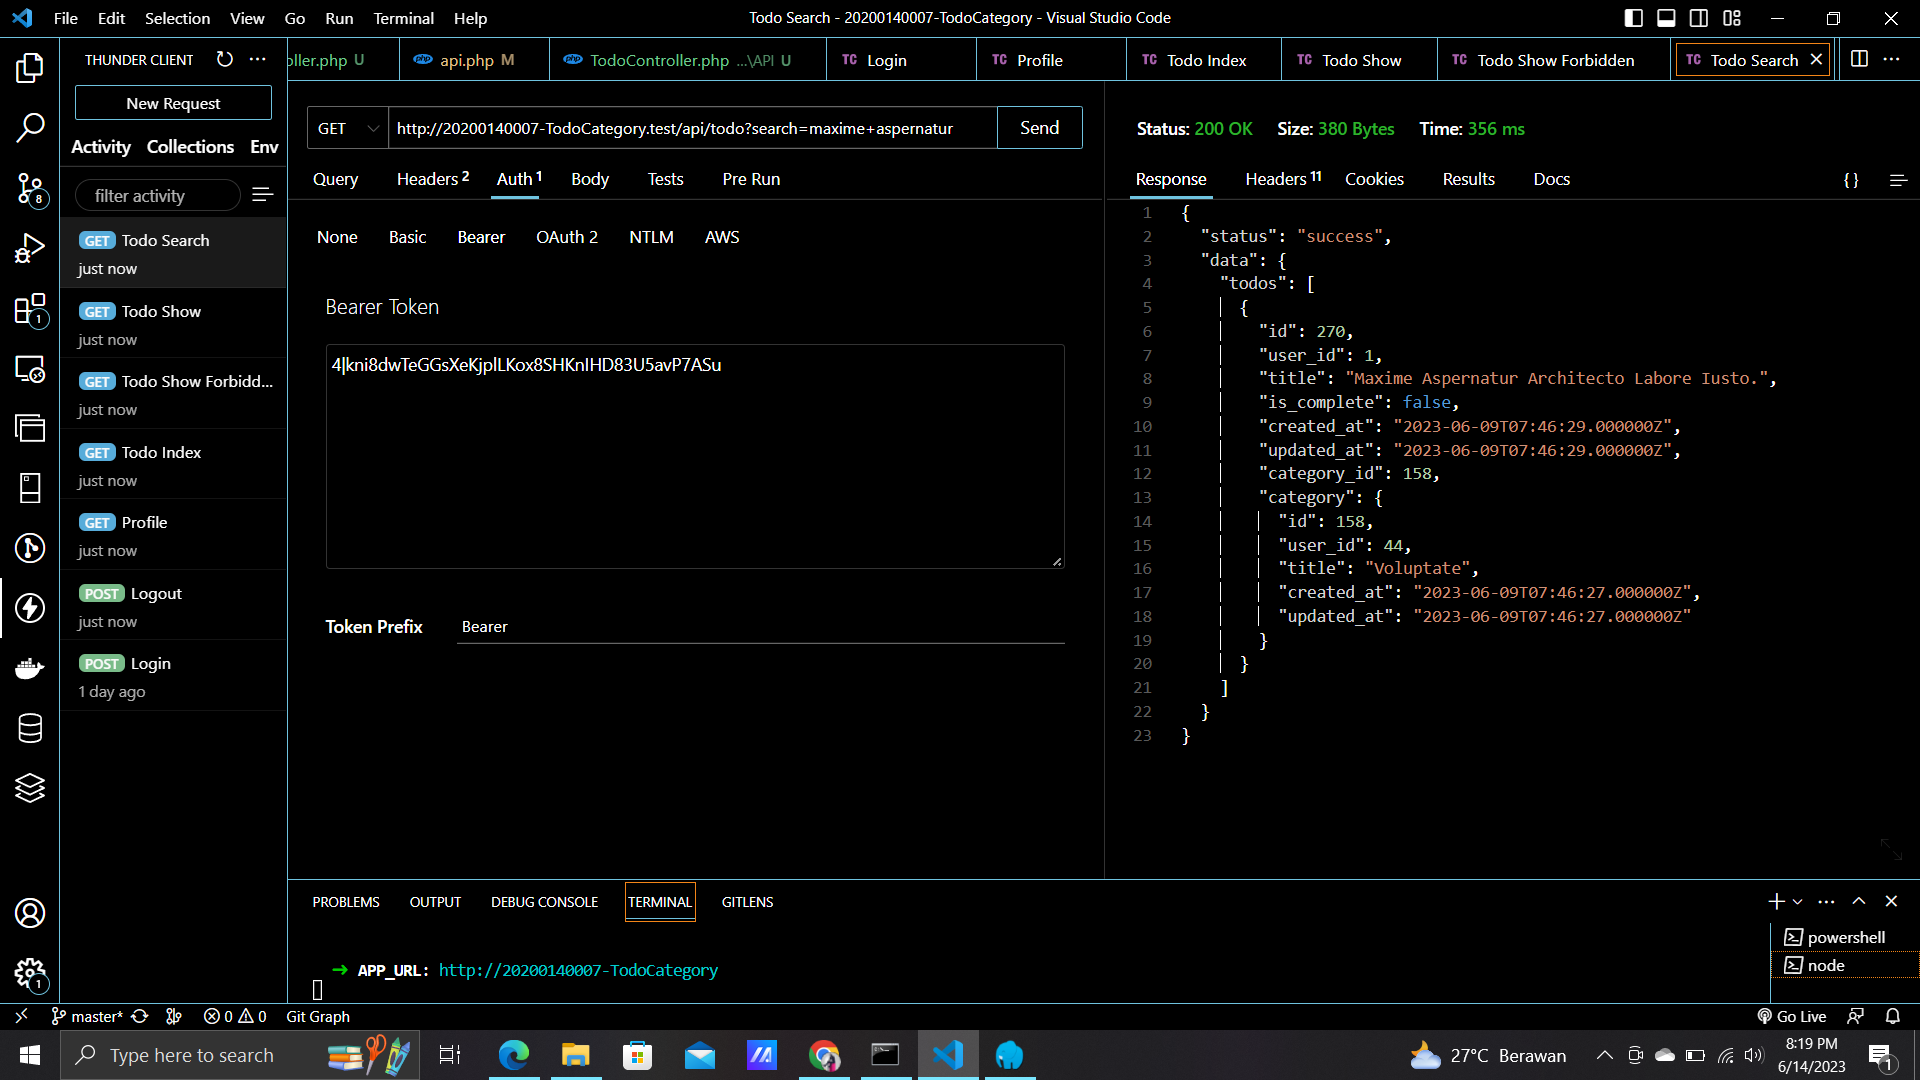 File Edit Selection View Go Run Terminal Help
Todo Search - 20200140007-TodoCategory - Visual Studio Code
THUNDER CLIENT
New Request
Activity Collections Env
filter activity
GET Todo Search
just now
GET Todo Show
just now
GET Todo Show Forbidd...
just now
GET Todo Index
just now
GET Profile
just now
POST Logout
just now
POST Login
1 day ago
8
1
1
oller.php U
php api.php M
php TodoController.php ...\API U
TC Login
TC Profile
TC Todo Index
TC Todo Show
TC Todo Show Forbidden
TC Todo Search
GET http://20200140007-TodoCategory.test/api/todo?search=maxime+aspernatur Send
Query Headers 2 Auth 1 Body Tests Pre Run
None Basic Bearer OAuth 2 NTLM AWS
Bearer Token
4|kni8dwTeGGsXeKjplLKox8SHKnIHD83U5avP7ASu
Token Prefix Bearer
Status: 200 OK Size: 380 Bytes Time: 356 ms
Response Headers 11 Cookies Results Docs { }
1 {
2 "status": "success",
3 "data": {
4 "todos": [
5 {
6 "id": 270,
7 "user_id": 1,
8 "title": "Maxime Aspernatur Architecto Labore Iusto.",
9 "is_complete": false,
10 "created_at": "2023-06-09T07:46:29.000000Z",
11 "updated_at": "2023-06-09T07:46:29.000000Z",
12 "category_id": 158,
13 "category": {
14 "id": 158,
15 "user_id": 44,
16 "title": "Voluptate",
17 "created_at": "2023-06-09T07:46:27.000000Z",
18 "updated_at": "2023-06-09T07:46:27.000000Z"
19 }
20 }
21 ]
22 }
23 }
PROBLEMS OUTPUT DEBUG CONSOLE TERMINAL GITLENS
➜ APP_URL: http://20200140007-TodoCategory
powershell
node
master* 0 0 Git Graph
Go Live
Type here to search
27°C Berawan
8:19 PM
6/14/2023
1